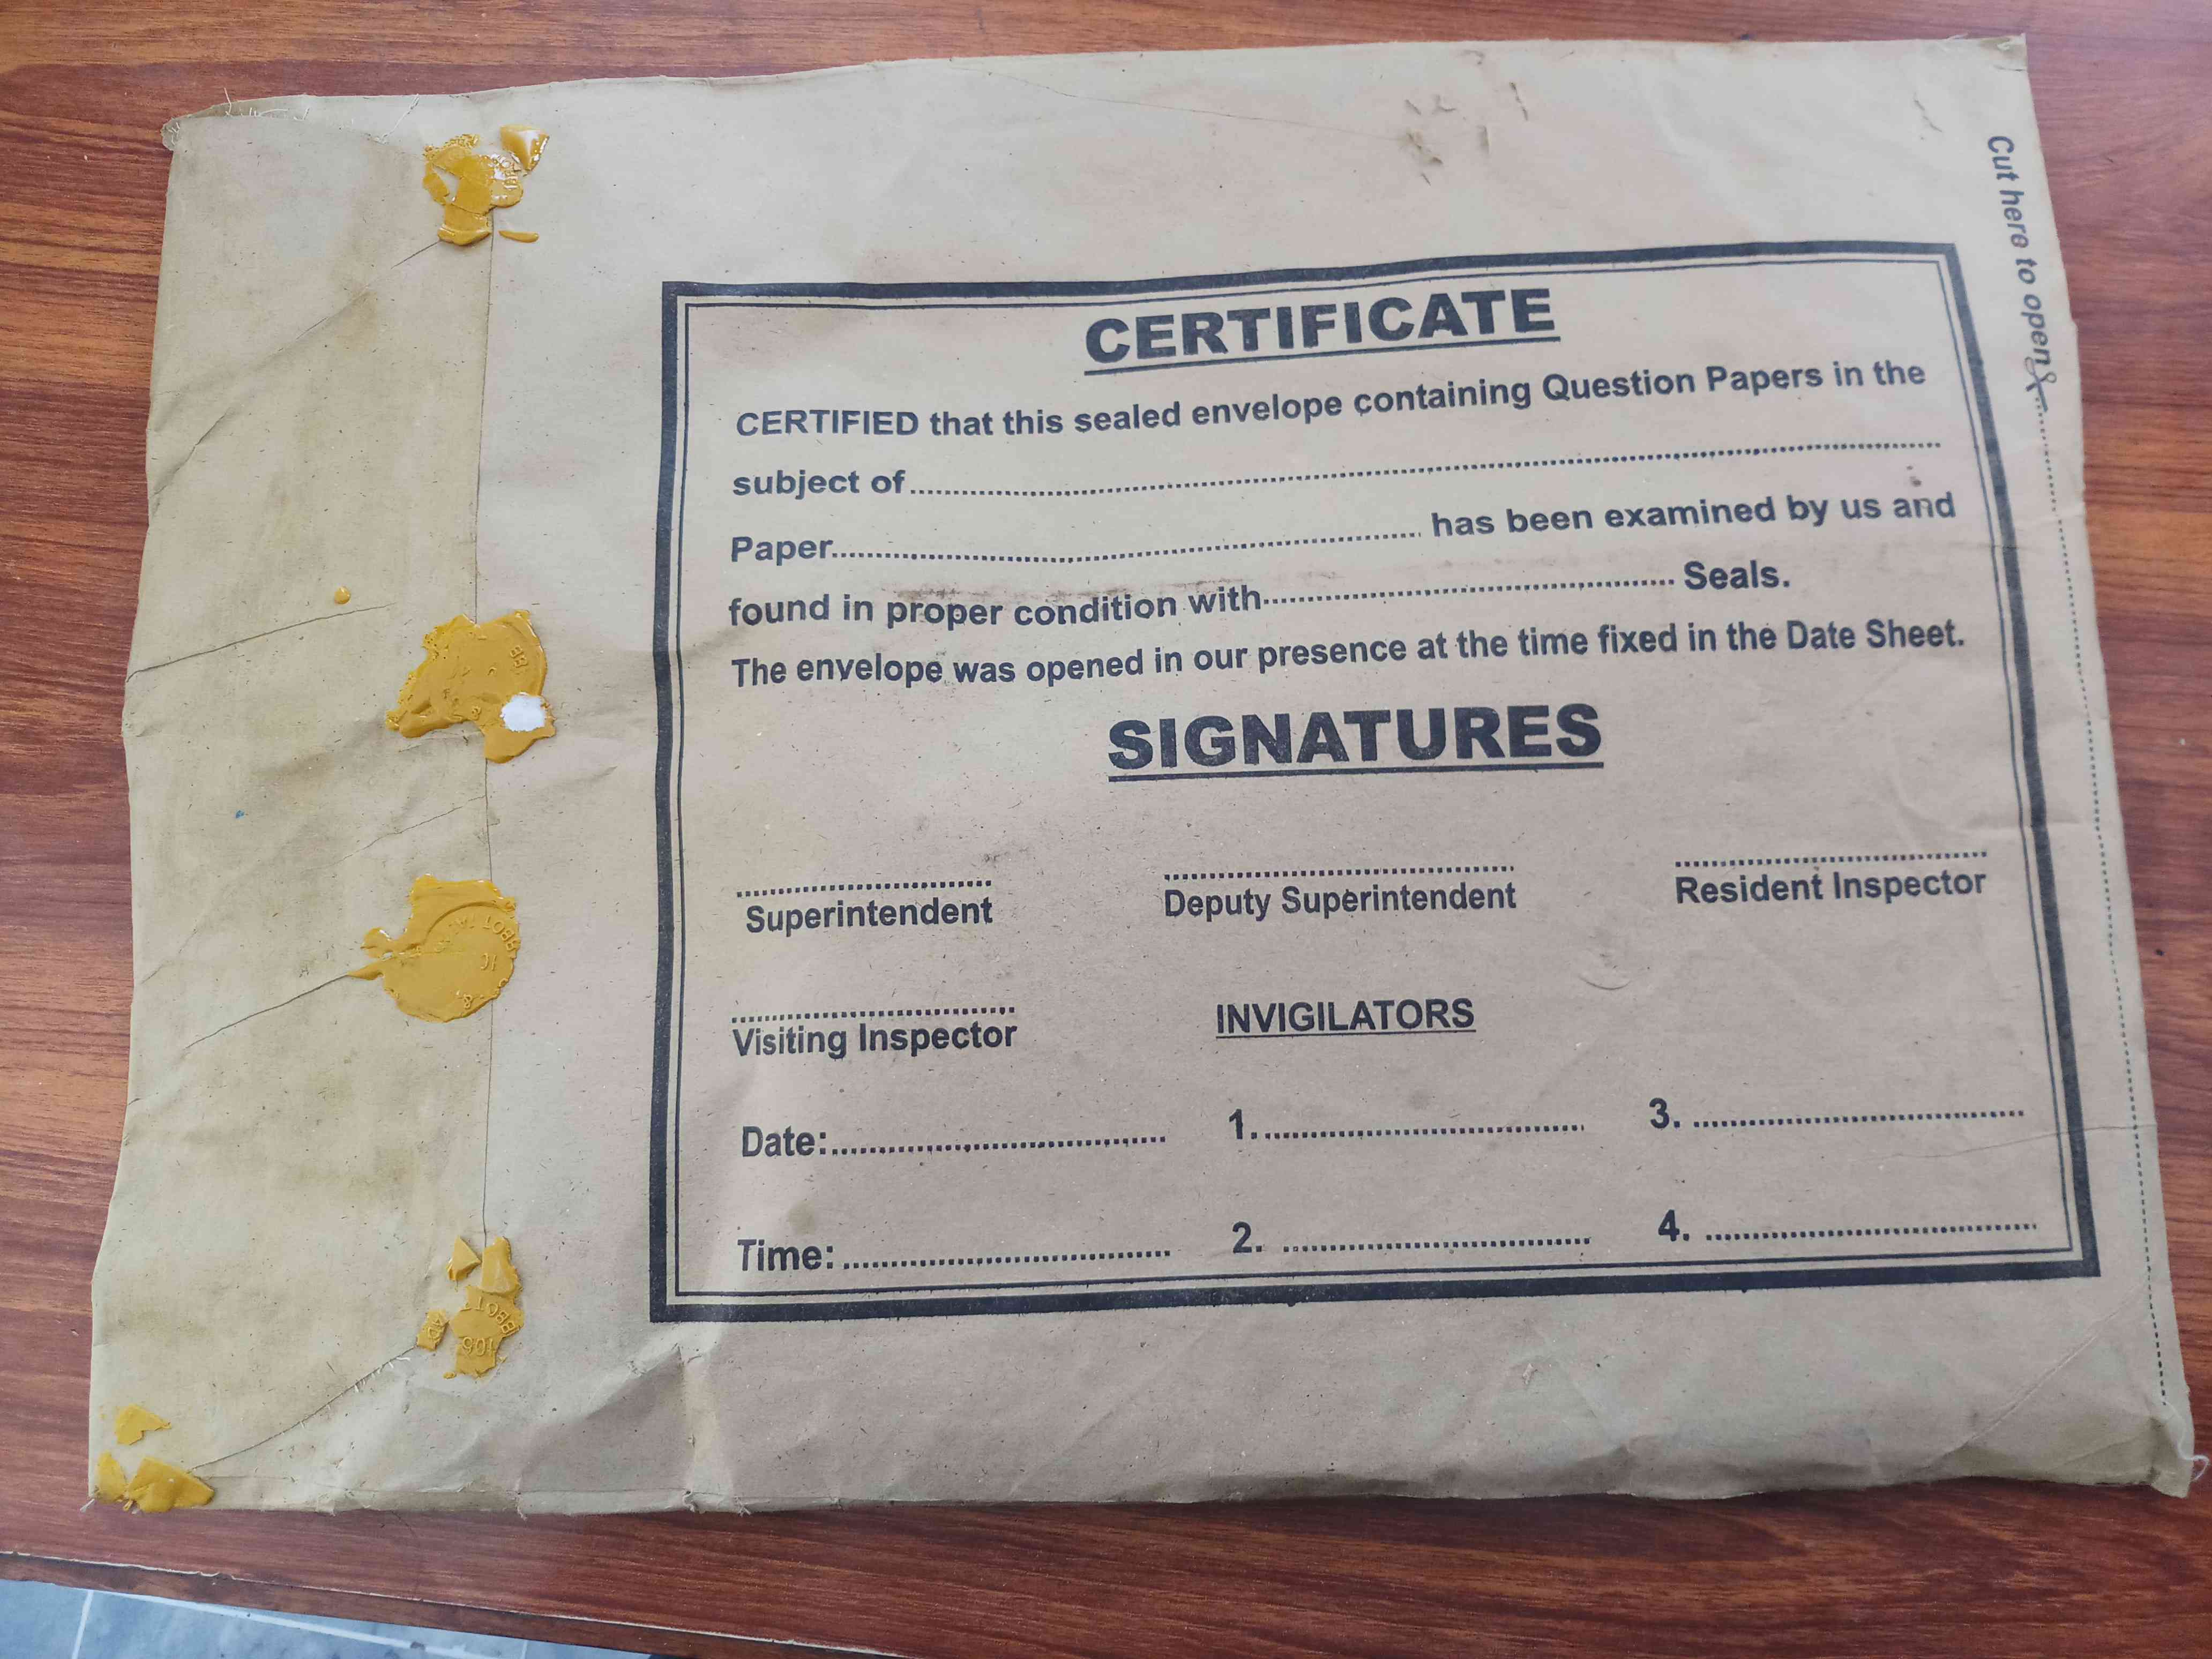 CERTIFICATE
CERTIFIED that this sealed envelope containing Question Papers in the
subject of
Paper has been examined by us and
found in proper condition with Seals.
The envelope was opened in our presence at the time fixed in the Date Sheet.
SIGNATURES
Superintendent Deputy Superintendent Resident Inspector
Visiting Inspector INVIGILATORS
Date: 1. 3.
Time: 2. 4.
Cut here to open